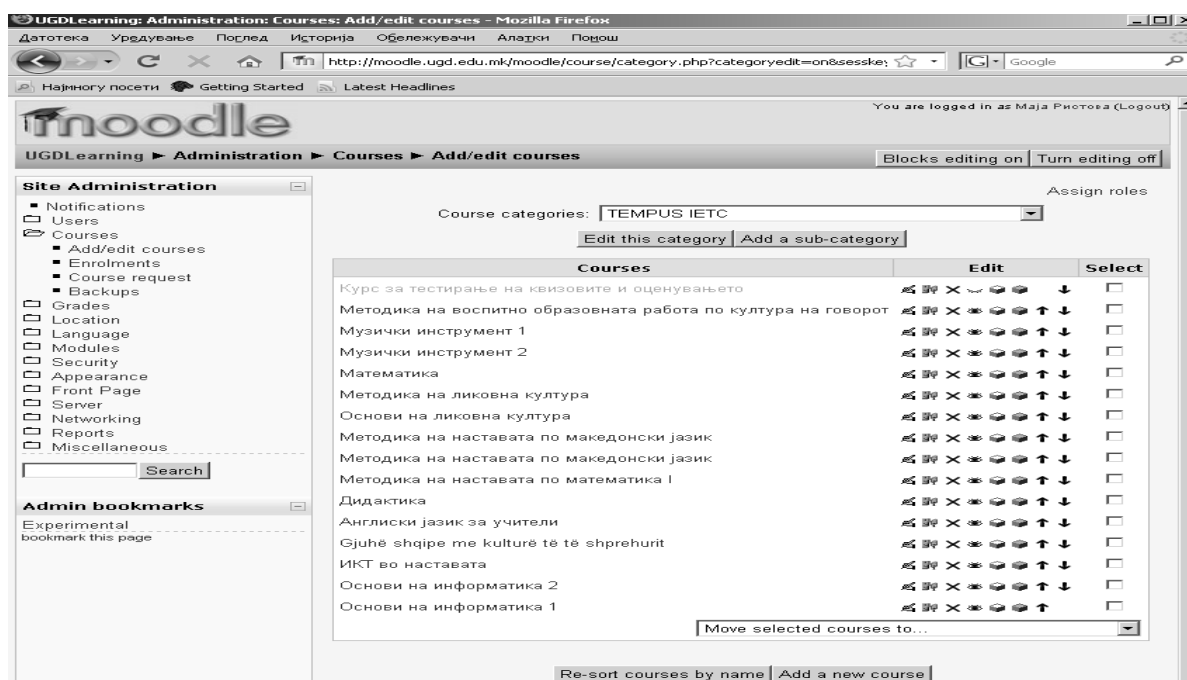 UGDLearning: Administration: Courses: Add/edit courses - Mozilla Firefox
Датотека Уредување Поглед Историја Обележувачи Алатки Помош
http://moodle.ugd.edu.mk/moodle/course/category.php?categoryedit=on&sesskey Google
Најмногу посети Getting Started Latest Headlines
You are logged in as Маја Ристова (Logout)
moodle
UGDLearning ► Administration ► Courses ► Add/edit courses
Blocks editing on Turn editing off
Site Administration
Notifications
Users
Courses
Add/edit courses
Enrolments
Course request
Backups
Grades
Location
Language
Modules
Security
Appearance
Front Page
Server
Networking
Reports
Miscellaneous
Search
Admin bookmarks
Experimental
bookmark this page
Assign roles
Course categories: TEMPUS IETC
Edit this category Add a sub-category
Courses Edit Select
Курс за тестирање на квизовите и оценувањето
Методика на воспитно образовната работа по култура на говорот
Музички инструмент 1
Музички инструмент 2
Математика
Методика на ликовна култура
Основи на ликовна култура
Методика на наставата по македонски јазик
Методика на наставата по македонски јазик
Методика на наставата по математика I
Дидактика
Англиски јазик за учители
Gjuhë shqipe me kulturë të të shprehurit
ИКТ во наставата
Основи на информатика 2
Основи на информатика 1
Move selected courses to...
Re-sort courses by name Add a new course